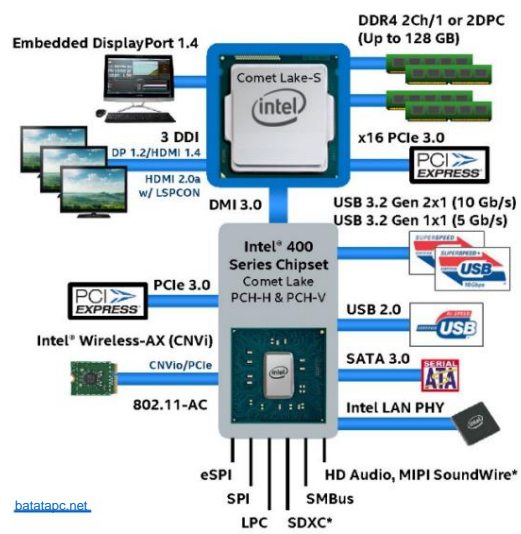 Embedded DisplayPort 1.4
DDR4 2Ch/1 or 2DPC
(Up to 128 GB)
Comet Lake-S
intel
3 DDI
DP 1.2/HDMI 1.4
HDMI 2.0a
w/ LSPCON
x16 PCIe 3.0
PCI
EXPRESS
DMI 3.0
USB 3.2 Gen 2x1 (10 Gb/s)
USB 3.2 Gen 1x1 (5 Gb/s)
SUPERSPEED
SUPERSPEED+
USB
10Gbps
Intel® 400
Series Chipset
Comet Lake
PCH-H & PCH-V
PCIe 3.0
PCI
EXPRESS
USB 2.0
HI-SPEED
CERTIFIED
USB
Intel® Wireless-AX (CNVi)
CNVio/PCIe
802.11-AC
SATA 3.0
SERIAL
ATA
intel
Intel LAN PHY
intel
eSPI
SPI
LPC
SDXC*
SMBus
HD Audio, MIPI SoundWire*
batatapc.net